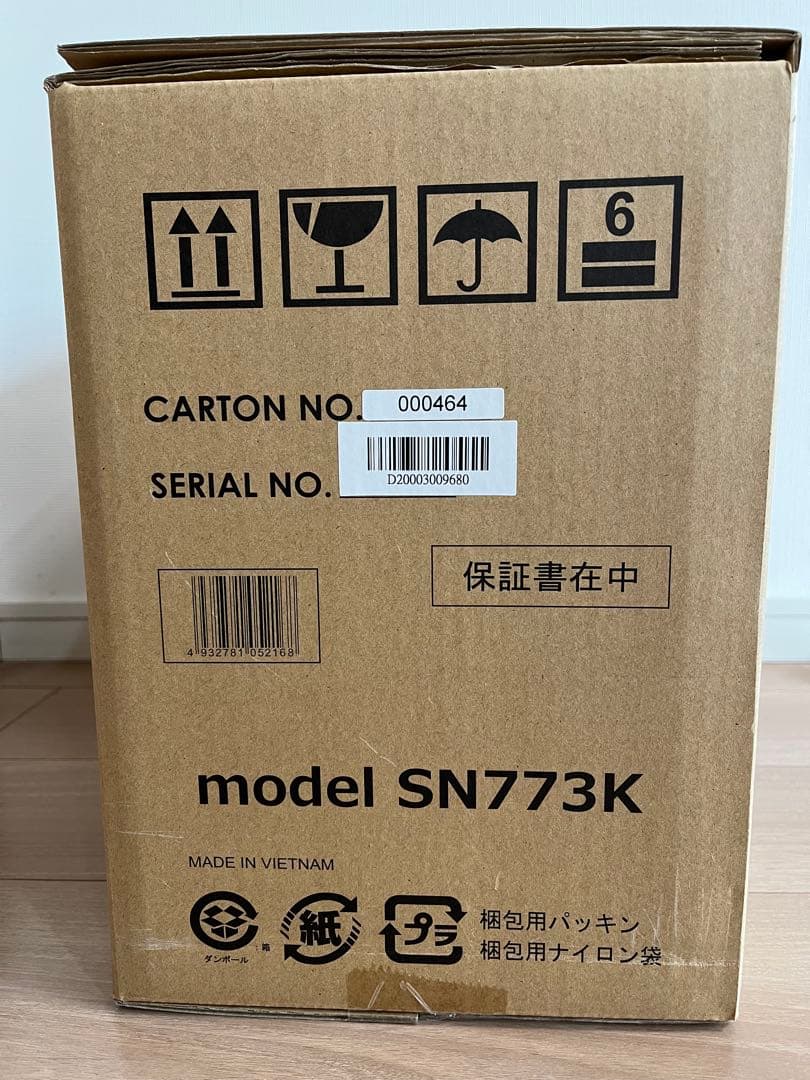 6
CARTON NO. 000464
SERIAL NO.
D20003009680
保証書在中
4 932781 052168
model SN773K
MADE IN VIETNAM
紙
プラ
梱包用パッキン
ダンボール
:箱
梱包用ナイロン袋